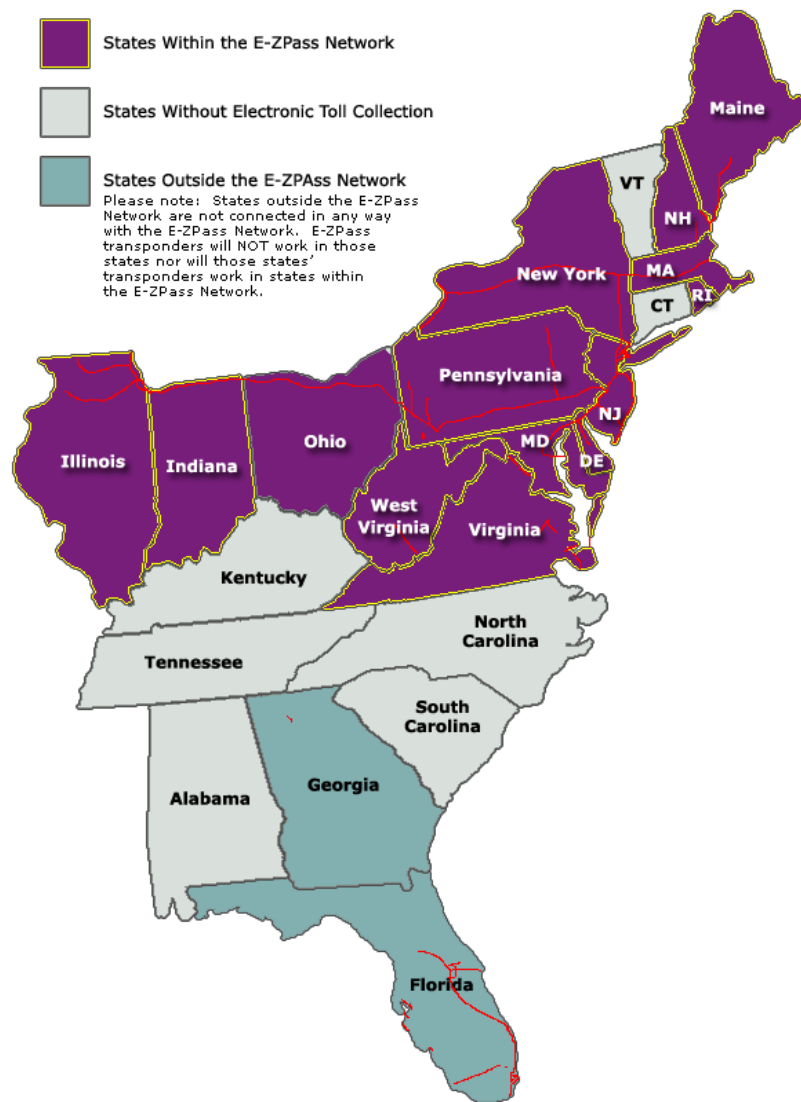 States Within the E-ZPass Network
States Without Electronic Toll Collection
States Outside the E-ZPAss Network
Please note:  States outside the E-ZPass
Network are not connected in any way
with the E-ZPass Network.  E-ZPass
transponders will NOT work in those
states nor will those states'
transponders work in states within
the E-ZPass Network.
Maine
VT
NH
New York
MA
CT
RI
Pennsylvania
NJ
Ohio
MD
Illinois
Indiana
DE
West
Virginia
Virginia
Kentucky
North
Carolina
Tennessee
South
Carolina
Georgia
Alabama
Florida